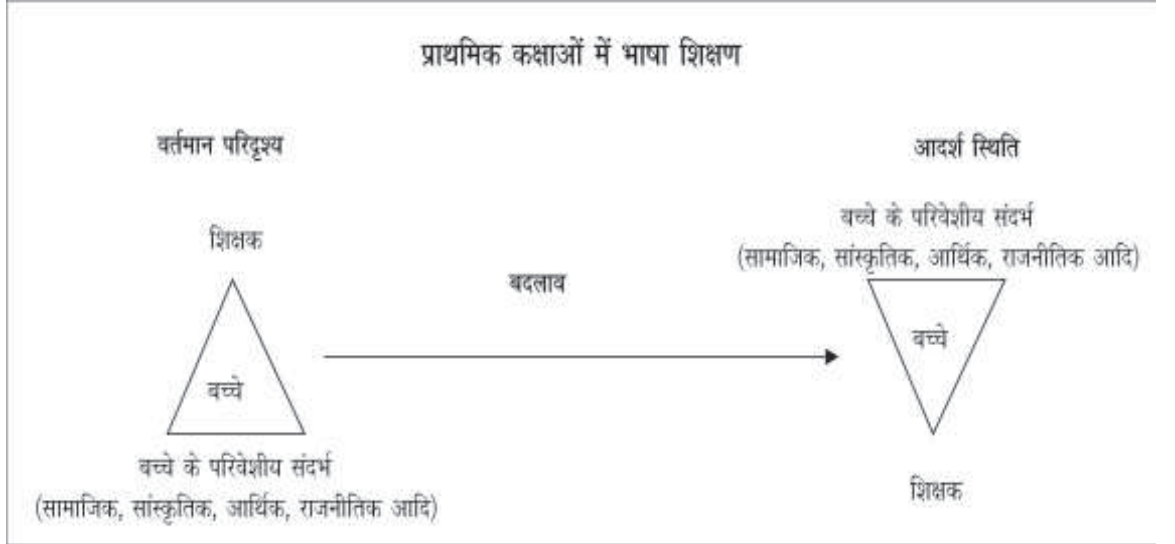 प्राथमिक कक्षाओं में भाषा शिक्षण
वर्तमान परिदृश्य
शिक्षक
बच्चे
बच्चे के परिवेशीय संदर्भ
(सामाजिक, सांस्कृतिक, आर्थिक, राजनीतिक आदि)
बदलाव
आदर्श स्थिति
बच्चे के परिवेशीय संदर्भ
(सामाजिक, सांस्कृतिक, आर्थिक, राजनीतिक आदि)
बच्चे
शिक्षक